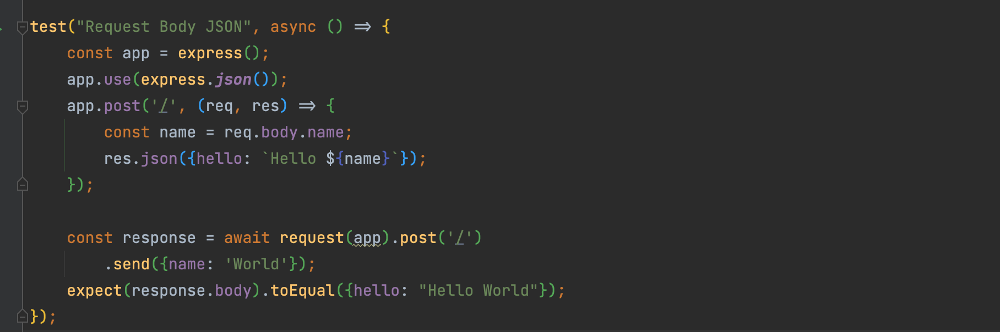 test("Request Body JSON", async () => {
    const app = express();
    app.use(express.json());
    app.post('/', (req, res) => {
        const name = req.body.name;
        res.json({hello: `Hello ${name}`});
    });

    const response = await request(app).post('/')
        .send({name: 'World'});
    expect(response.body).toEqual({hello: "Hello World"});
});